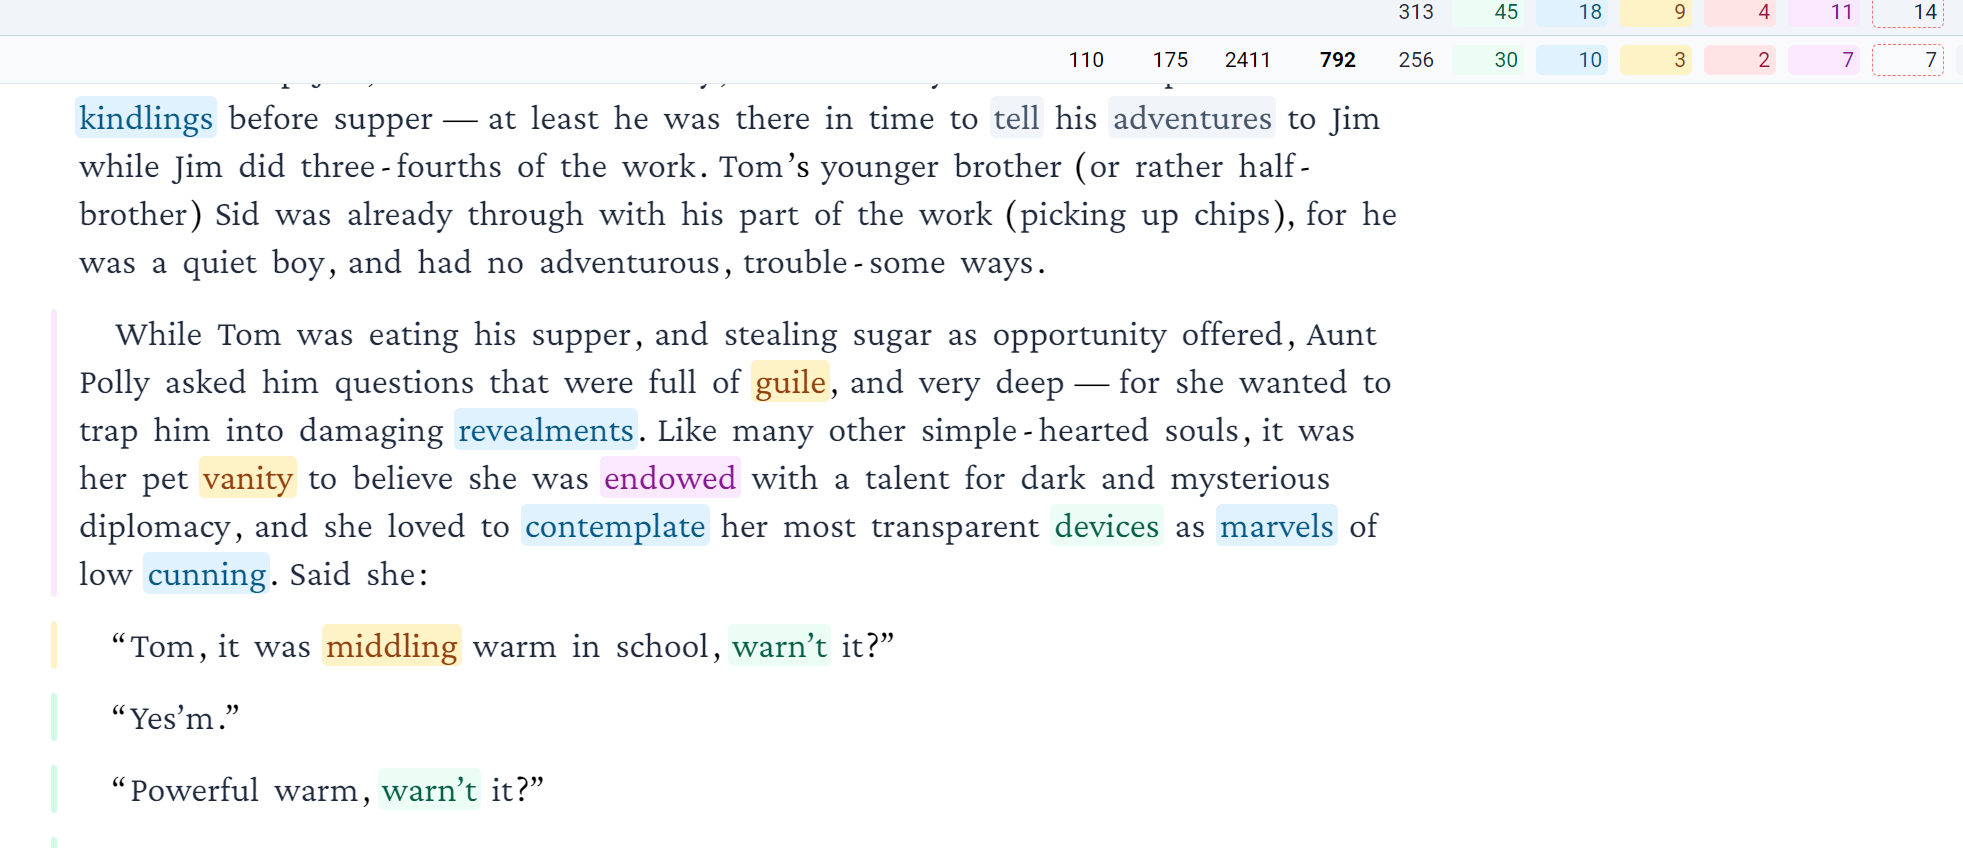 313 45 18 9 4 11 14
110 175 2411 792 256 30 10 3 2 7 7
kindlings before supper — at least he was there in time to tell his adventures to Jim
while Jim did three-fourths of the work. Tom’s younger brother (or rather half-
brother) Sid was already through with his part of the work (picking up chips), for he
was a quiet boy, and had no adventurous, trouble-some ways.
While Tom was eating his supper, and stealing sugar as opportunity offered, Aunt
Polly asked him questions that were full of guile, and very deep — for she wanted to
trap him into damaging revealments. Like many other simple-hearted souls, it was
her pet vanity to believe she was endowed with a talent for dark and mysterious
diplomacy, and she loved to contemplate her most transparent devices as marvels of
low cunning. Said she:
“Tom, it was middling warm in school, warn’t it?”
“Yes’m.”
“Powerful warm, warn’t it?”